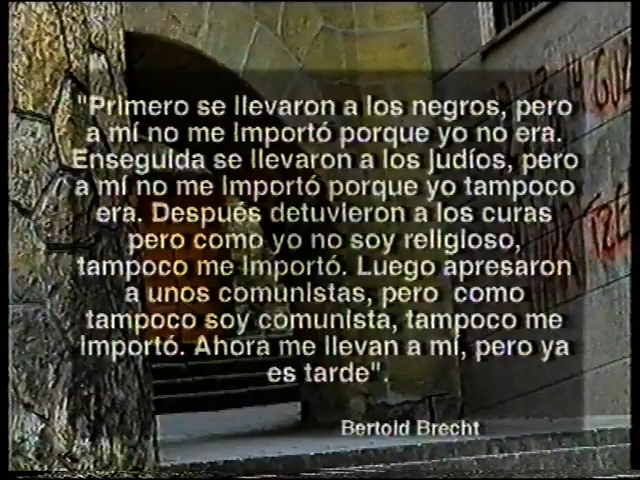 "Primero se llevaron a los negros, pero
a mí no me importó porque yo no era.
Enseguida se llevaron a los judíos, pero
a mí no me importó porque yo tampoco
era. Después detuvieron a los curas
pero como yo no soy religioso,
tampoco me importó. Luego apresaron
a unos comunistas, pero como
tampoco soy comunista, tampoco me
importó. Ahora me llevan a mí, pero ya
es tarde".
Bertold Brecht